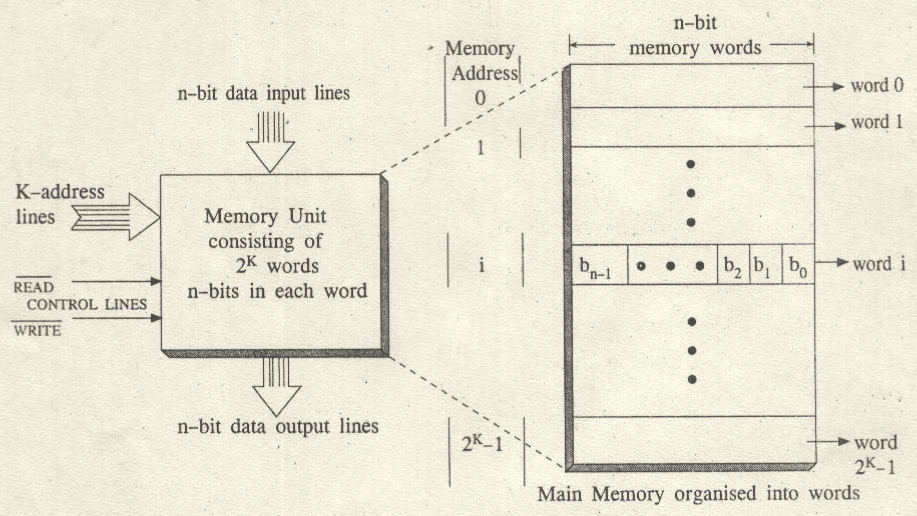 n-bit data input lines
K-address
lines
READ
CONTROL LINES
WRITE
Memory Unit
consisting of
2^K words
n-bits in each word
n-bit data output lines
Memory
Address
0
1
i
2^K-1
n-bit
memory words
word 0
word 1
b_n-1 b_2 b_1 b_0
word i
word
2^K-1
Main Memory organised into words